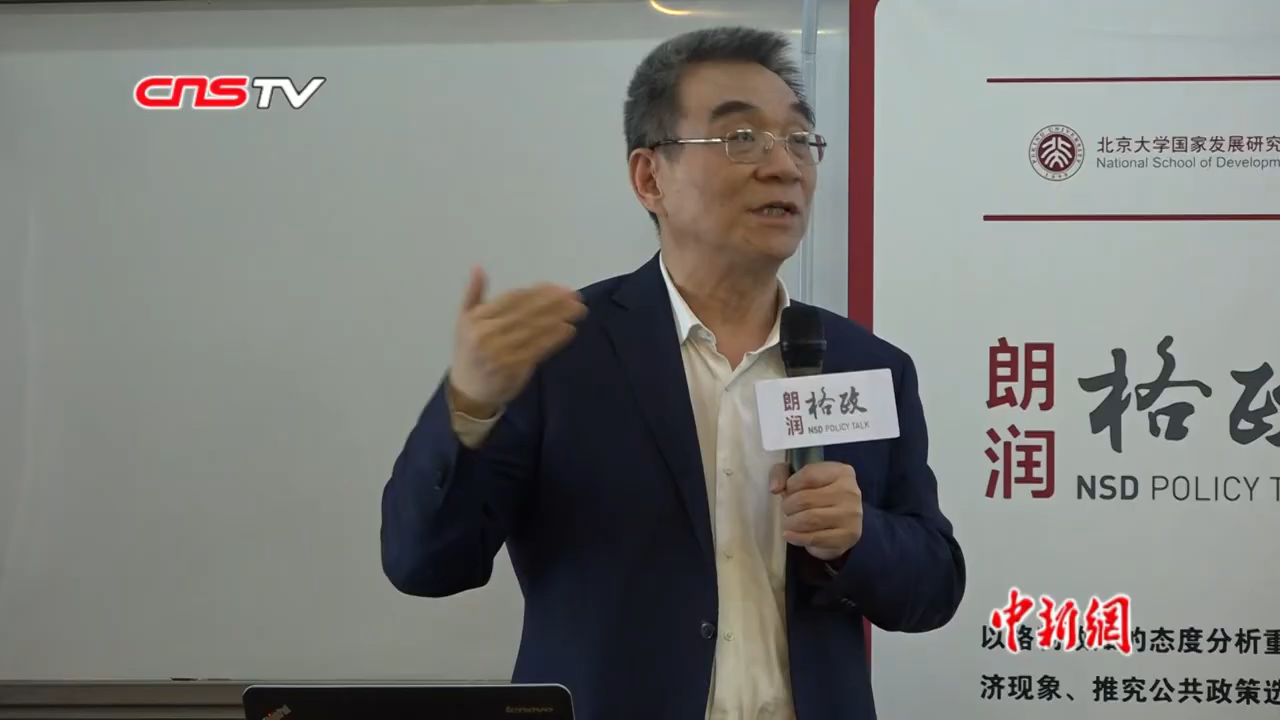 CNSTV
北京大学国家发展研究
National School of Developm
朗润 格政
NSD POLICY TALK
朗润 格政
NSD POLICY T
中新網
以格 的态度分析重
济现象、推究公共政策选
lenovo